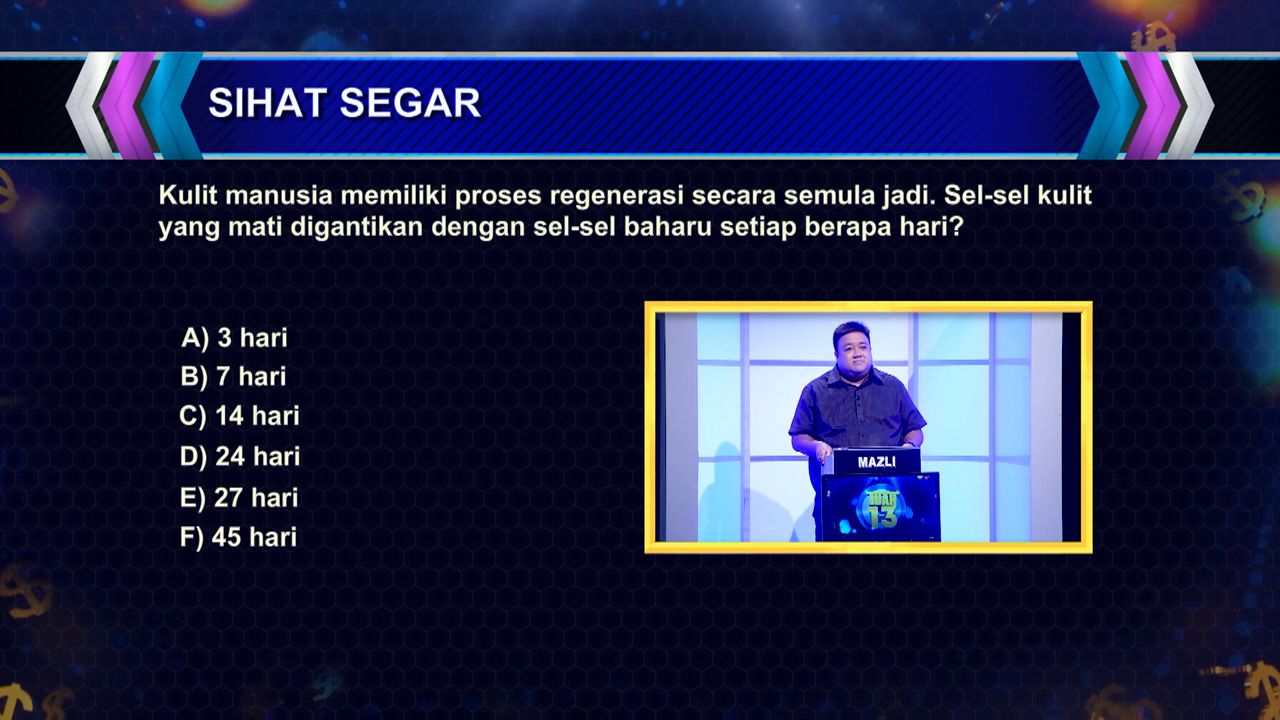 SIHAT SEGAR
Kulit manusia memiliki proses regenerasi secara semula jadi. Sel-sel kulit
yang mati digantikan dengan sel-sel baharu setiap berapa hari?
A) 3 hari
B) 7 hari
C) 14 hari
D) 24 hari
E) 27 hari
F) 45 hari
MAZLI
13